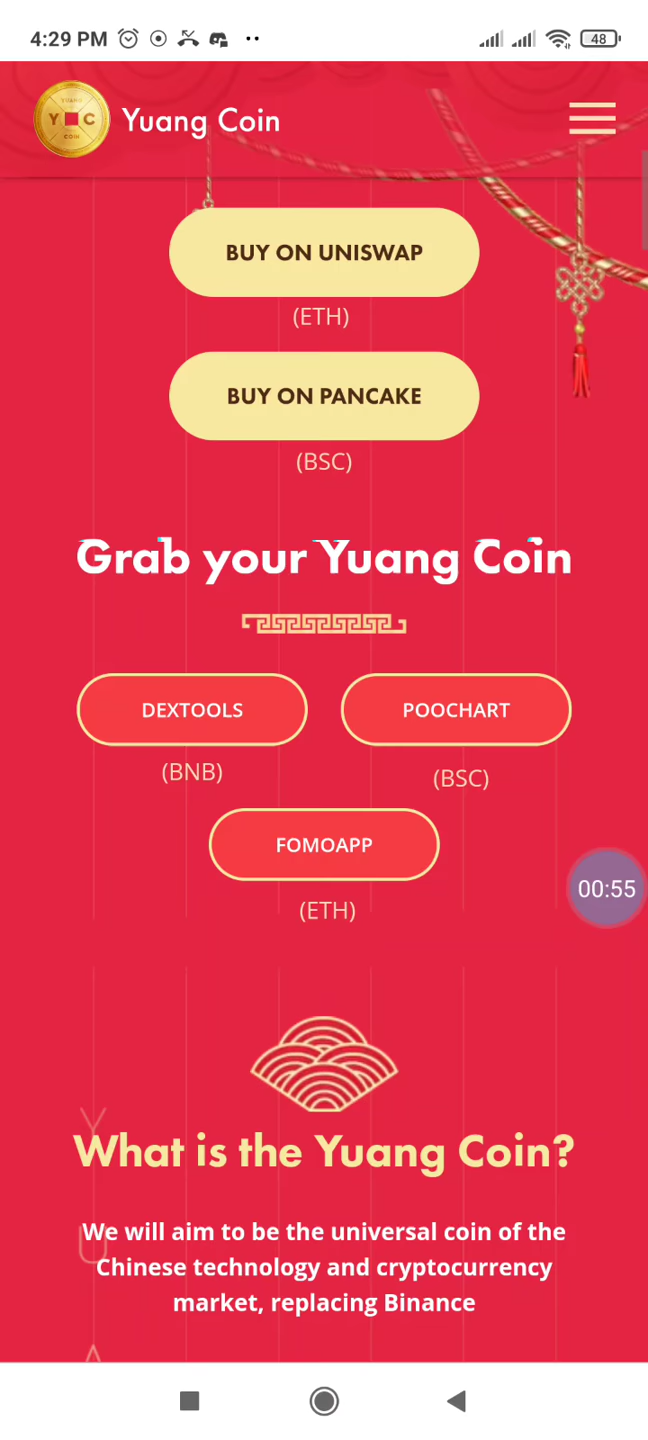 4:29 PM
48
YUANG
Y C
COIN
Yuang Coin
BUY ON UNISWAP
(ETH)
BUY ON PANCAKE
(BSC)
Grab your Yuang Coin
DEXTOOLS
POOCHART
(BNB)
(BSC)
FOMOAPP
(ETH)
00:55
What is the Yuang Coin?
We will aim to be the universal coin of the
Chinese technology and cryptocurrency
market, replacing Binance
Y
U
A